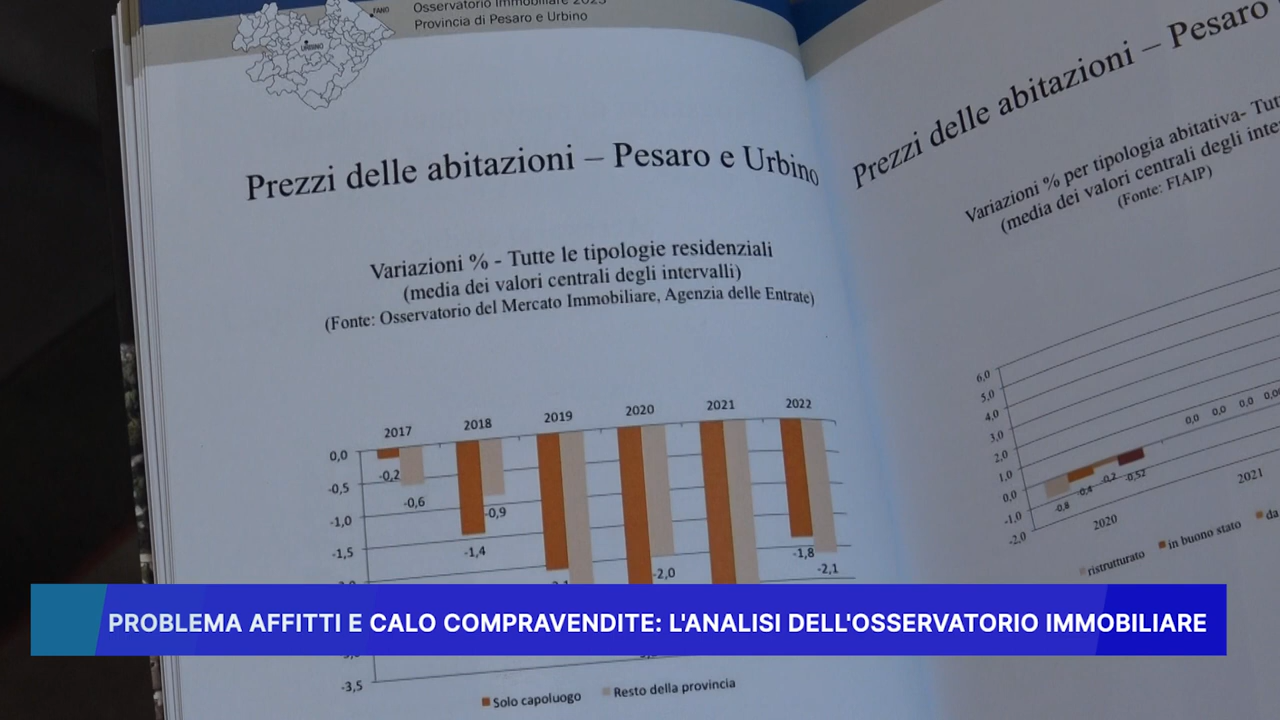 Osservatorio Immobiliare 2023
Provincia di Pesaro e Urbino
FANO
URBINO
Prezzi delle abitazioni – Pesaro e Urbino
Variazioni % - Tutte le tipologie residenziali
(media dei valori centrali degli intervalli)
(Fonte: Osservatorio del Mercato Immobiliare, Agenzia delle Entrate)
2017 2018 2019 2020 2021 2022
0,0
-0,5
-1,0
-1,5
-3,5
-0,2
-0,6
-1,4
-0,9
-2,0
-1,8
-2,1
Solo capoluogo Resto della provincia
Prezzi delle abitazioni – Pesaro
Variazioni % per tipologia abitativa-
(media dei valori centrali degli
(Fonte: FIAIP)
6,0
5,0
4,0
3,0
2,0
1,0
0,0
-1,0
-2,0
-0,8 -0,4 -0,2 -0,52
0,0 0,0 0,0
2020 2021
ristrutturato in buono stato da
PROBLEMA AFFITTI E CALO COMPRAVENDITE: L'ANALISI DELL'OSSERVATORIO IMMOBILIARE